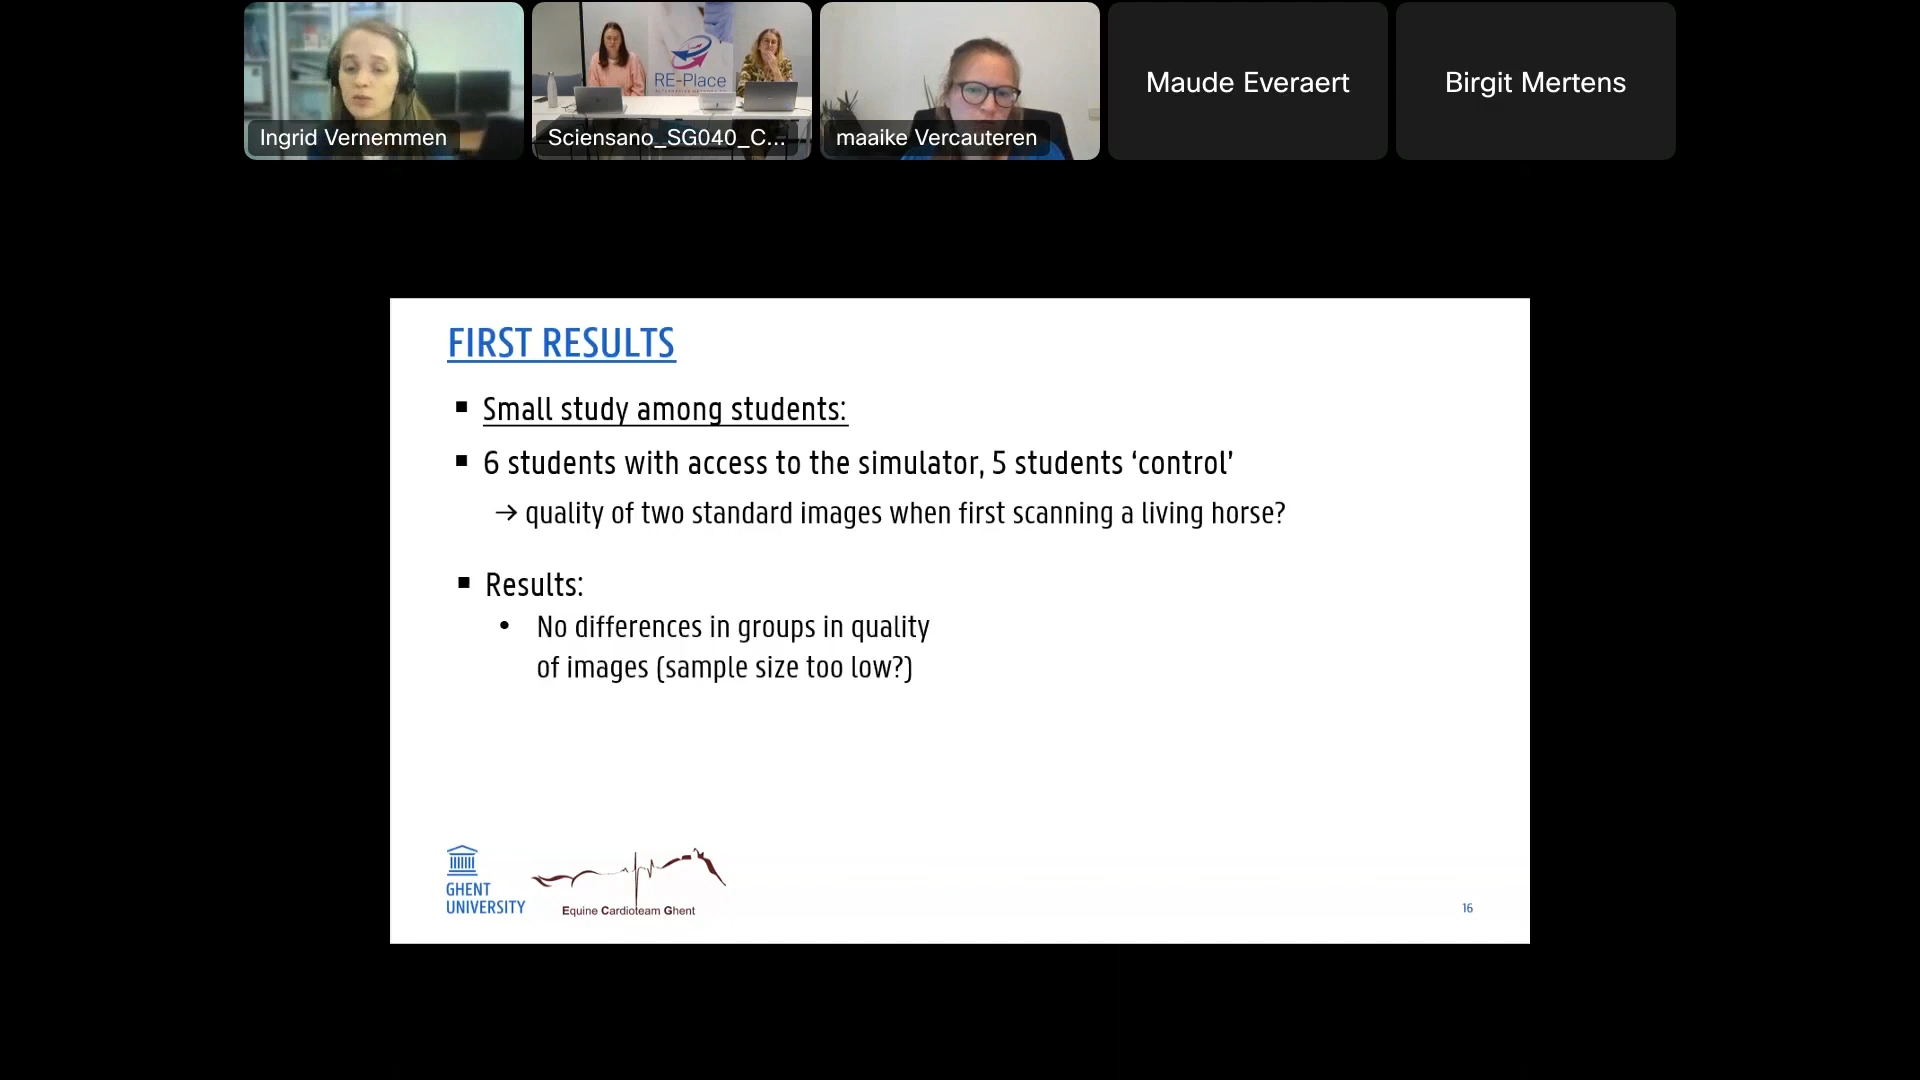 Ingrid Vernemmen
Sciensano_SG040_C...
maaike Vercauteren
Maude Everaert
Birgit Mertens
RE-Place
FIRST RESULTS
▪ Small study among students:
▪ 6 students with access to the simulator, 5 students ‘control’
→ quality of two standard images when first scanning a living horse?
▪ Results:
• No differences in groups in quality
of images (sample size too low?)
GHENT
UNIVERSITY
Equine Cardioteam Ghent
16